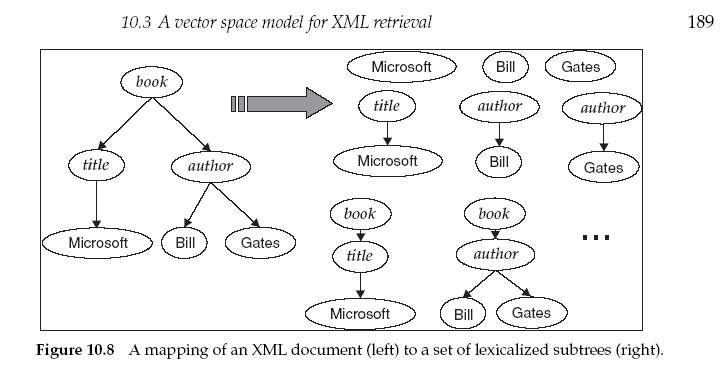 10.3 A vector space model for XML retrieval 189
book
title author
Microsoft Bill Gates
Microsoft Bill Gates
title author author
Microsoft Bill Gates
book book
title author
...
Microsoft Bill Gates
Figure 10.8 A mapping of an XML document (left) to a set of lexicalized subtrees (right).